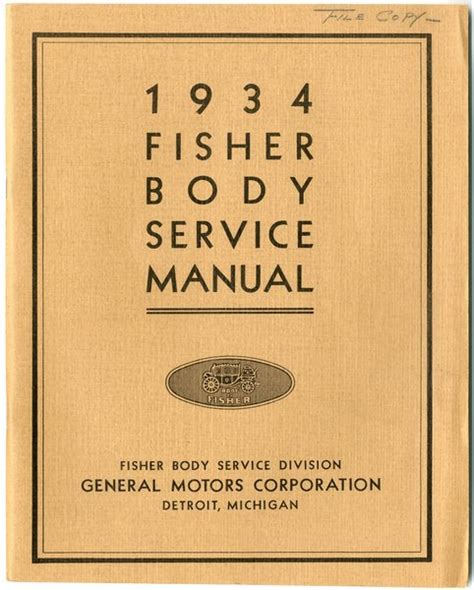 FILE COPY
1934
FISHER
BODY
SERVICE
MANUAL
BODY
BY
FISHER
FISHER BODY SERVICE DIVISION
GENERAL MOTORS CORPORATION
DETROIT, MICHIGAN